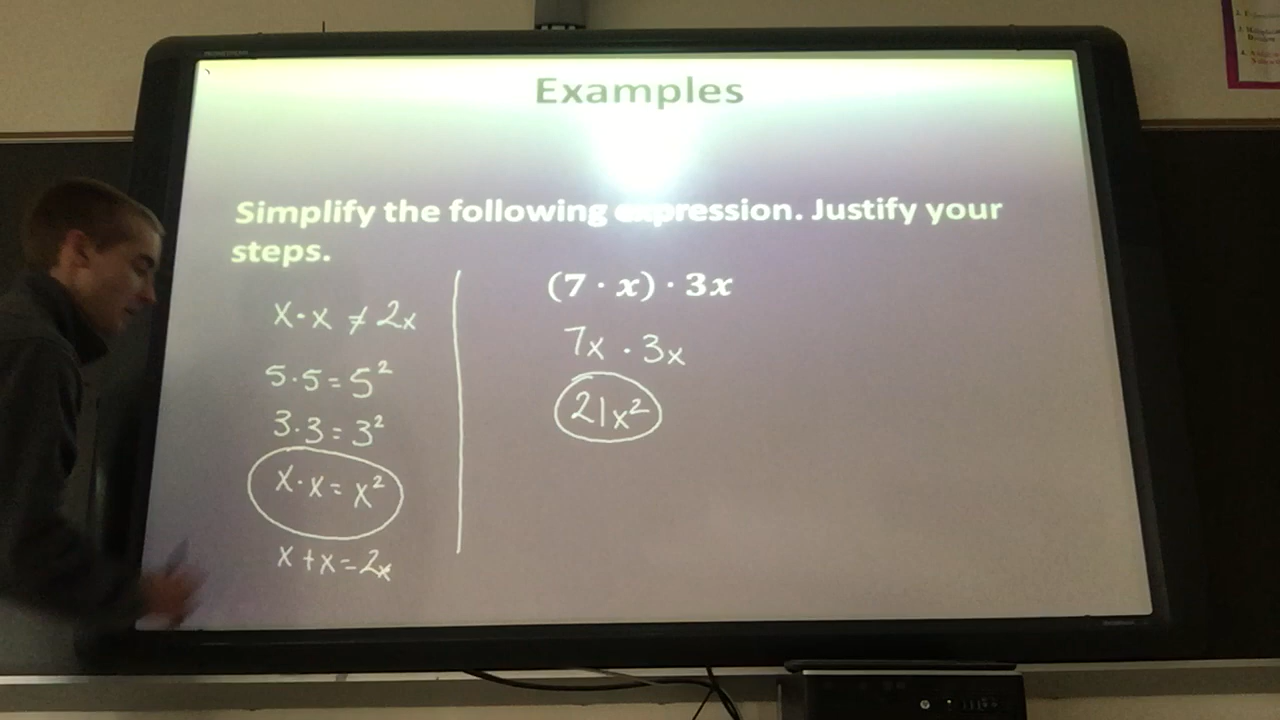 Examples
Simplify the following expression. Justify your
steps.
x·x ≠ 2x
5·5=5²
3·3=3²
x·x=x²
x+x=2x
(7·x)·3x
7x·3x
21x²